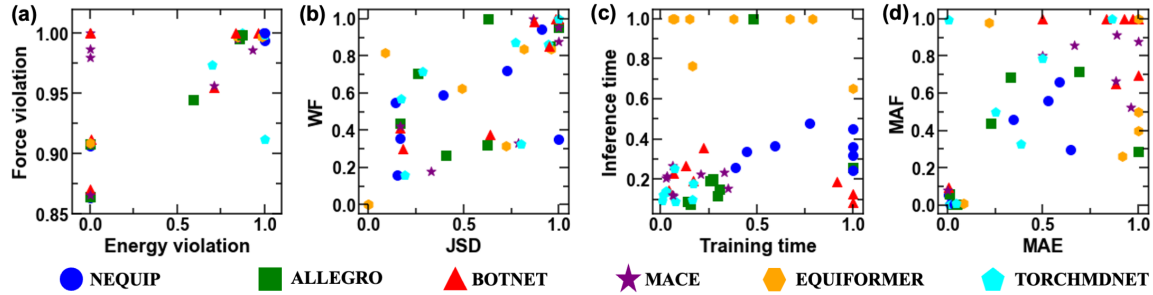 (a)
Force violation
1.00
0.95
0.90
0.85
0.0
0.5
1.0
Energy violation
(b)
WF
1.0
0.8
0.6
0.4
0.2
0.0
0.0
0.5
1.0
JSD
(c)
Inference time
1.0
0.8
0.6
0.4
0.2
0.0
0.5
1.0
Training time
(d)
MAF
1.0
0.8
0.6
0.4
0.2
0.0
0.0
0.5
1.0
MAE
NEQUIP
ALLEGRO
BOTNET
MACE
EQUIFORMER
TORCHMDNET